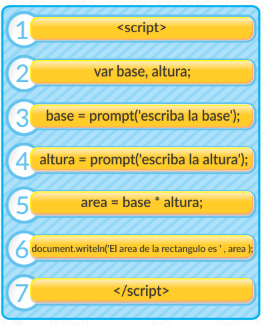 1 <script>
2 var base, altura;
3 base = prompt('escriba la base');
4 altura = prompt('escriba la altura');
5 area = base * altura;
6 document.writeln('El area de la rectangulo es ' , area );
7 </script>